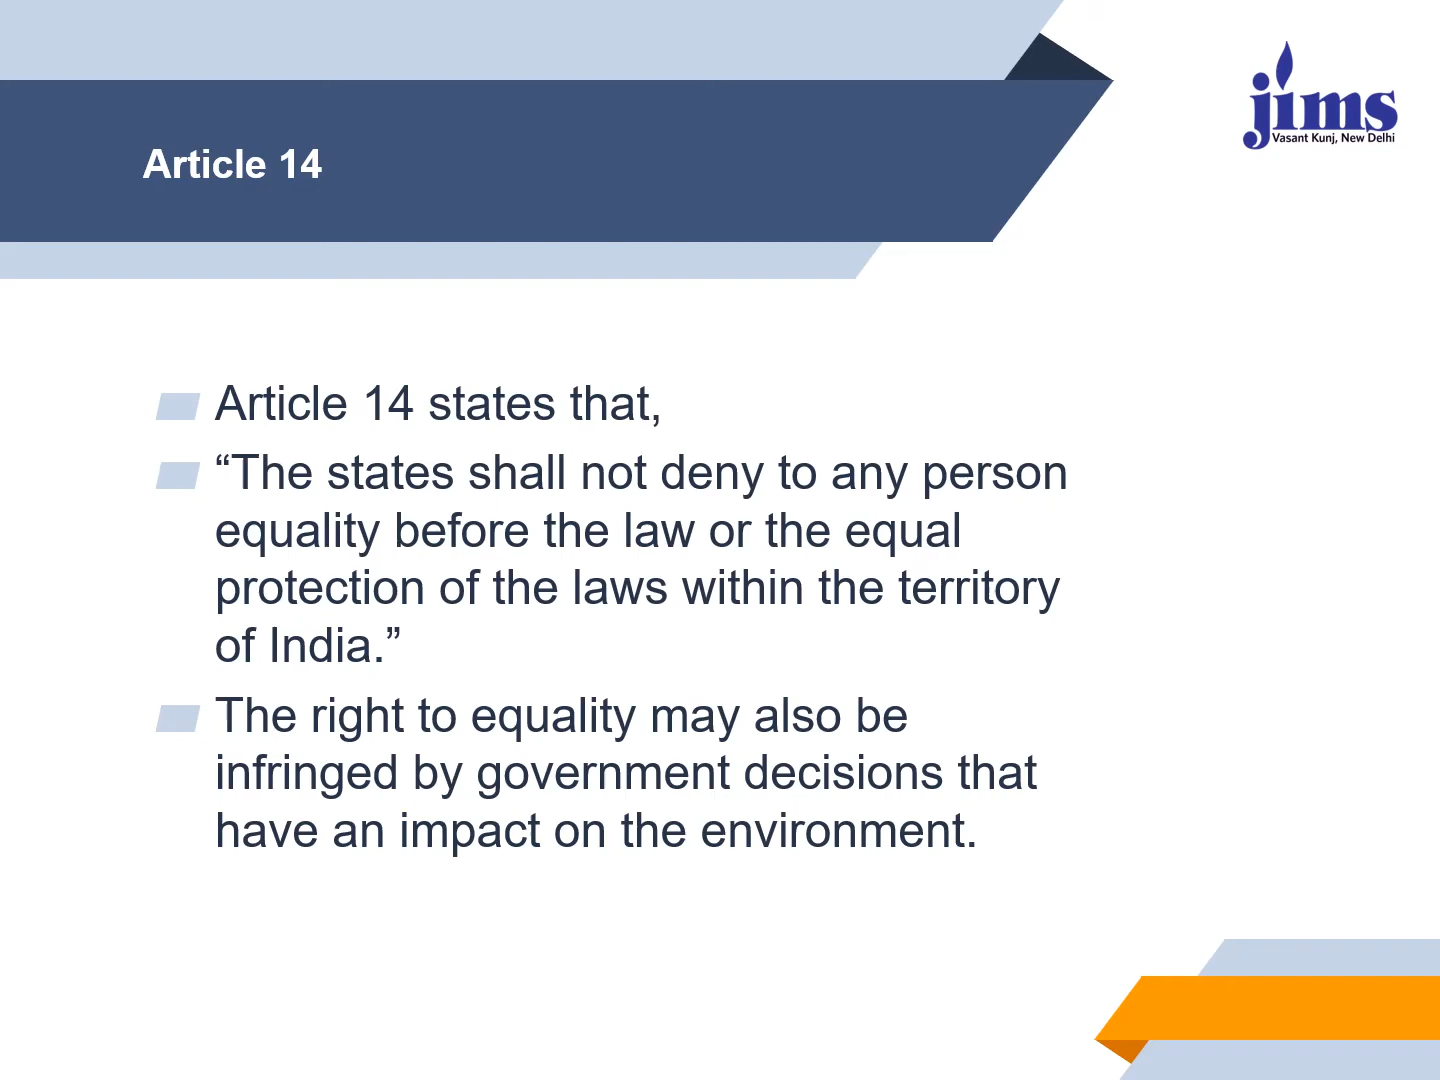 jims
Vasant Kunj, New Delhi
Article 14
Article 14 states that,
“The states shall not deny to any person
equality before the law or the equal
protection of the laws within the territory
of India.”
The right to equality may also be
infringed by government decisions that
have an impact on the environment.